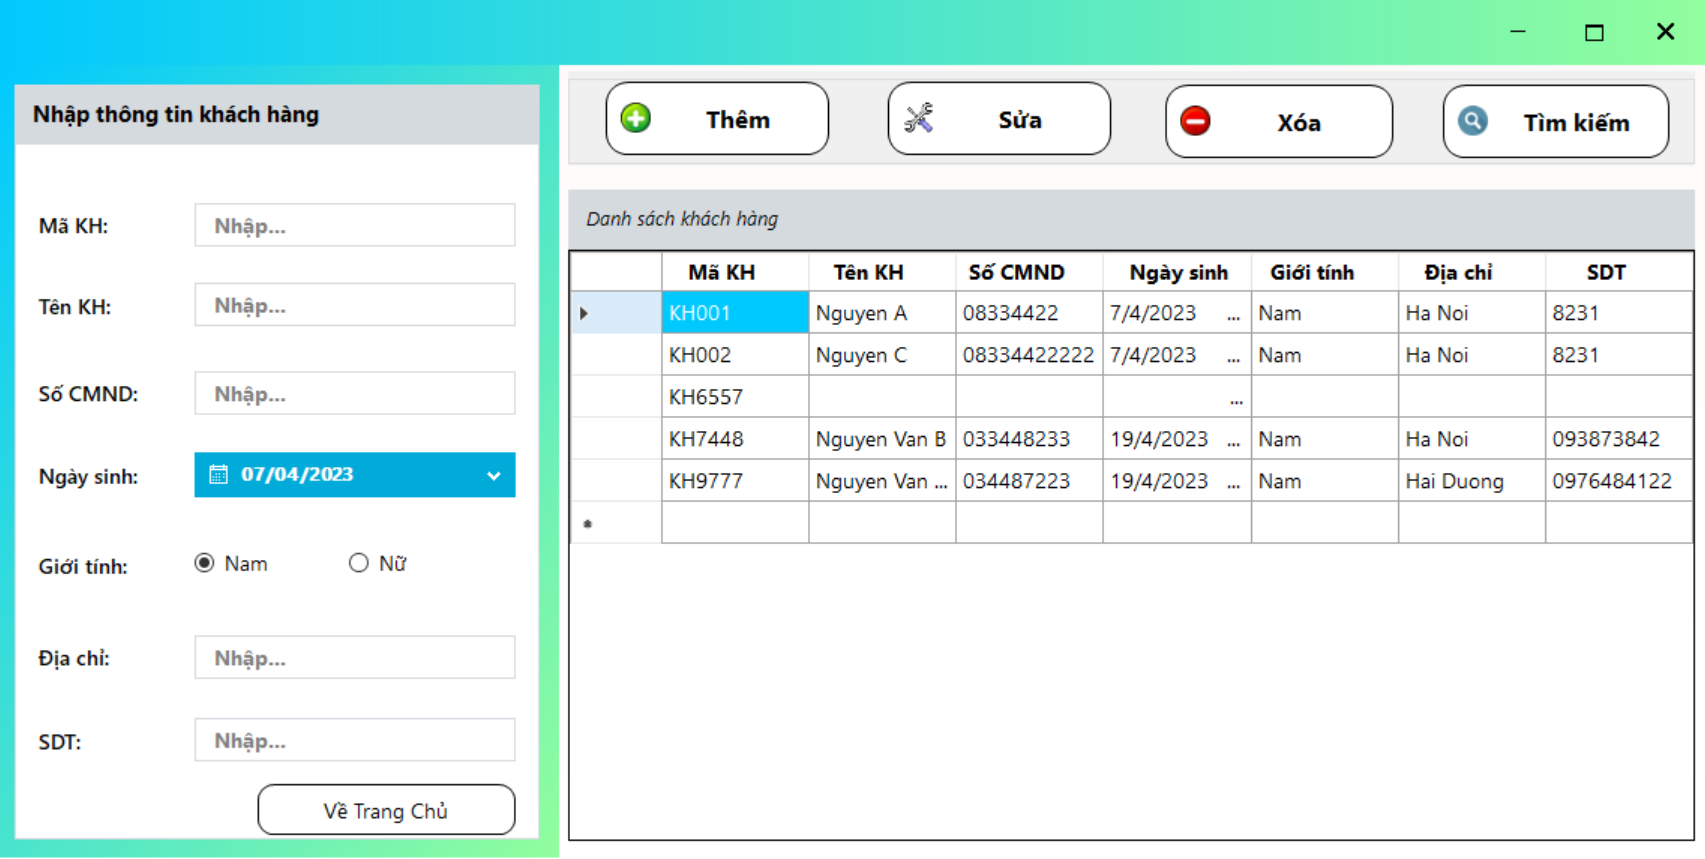 Nhập thông tin khách hàng
Mã KH: Nhập...
Tên KH: Nhập...
Số CMND: Nhập...
Ngày sinh: 07/04/2023
Giới tính: Nam Nữ
Địa chỉ: Nhập...
SDT: Nhập...
Về Trang Chủ
Thêm Sửa Xóa Tìm kiếm
Danh sách khách hàng
Mã KH Tên KH Số CMND Ngày sinh Giới tính Địa chỉ SDT
KH001 Nguyen A 08334422 7/4/2023 ... Nam Ha Noi 8231
KH002 Nguyen C 08334422222 7/4/2023 ... Nam Ha Noi 8231
KH6557 ...
KH7448 Nguyen Van B 033448233 19/4/2023 ... Nam Ha Noi 093873842
KH9777 Nguyen Van ... 034487223 19/4/2023 ... Nam Hai Duong 0976484122